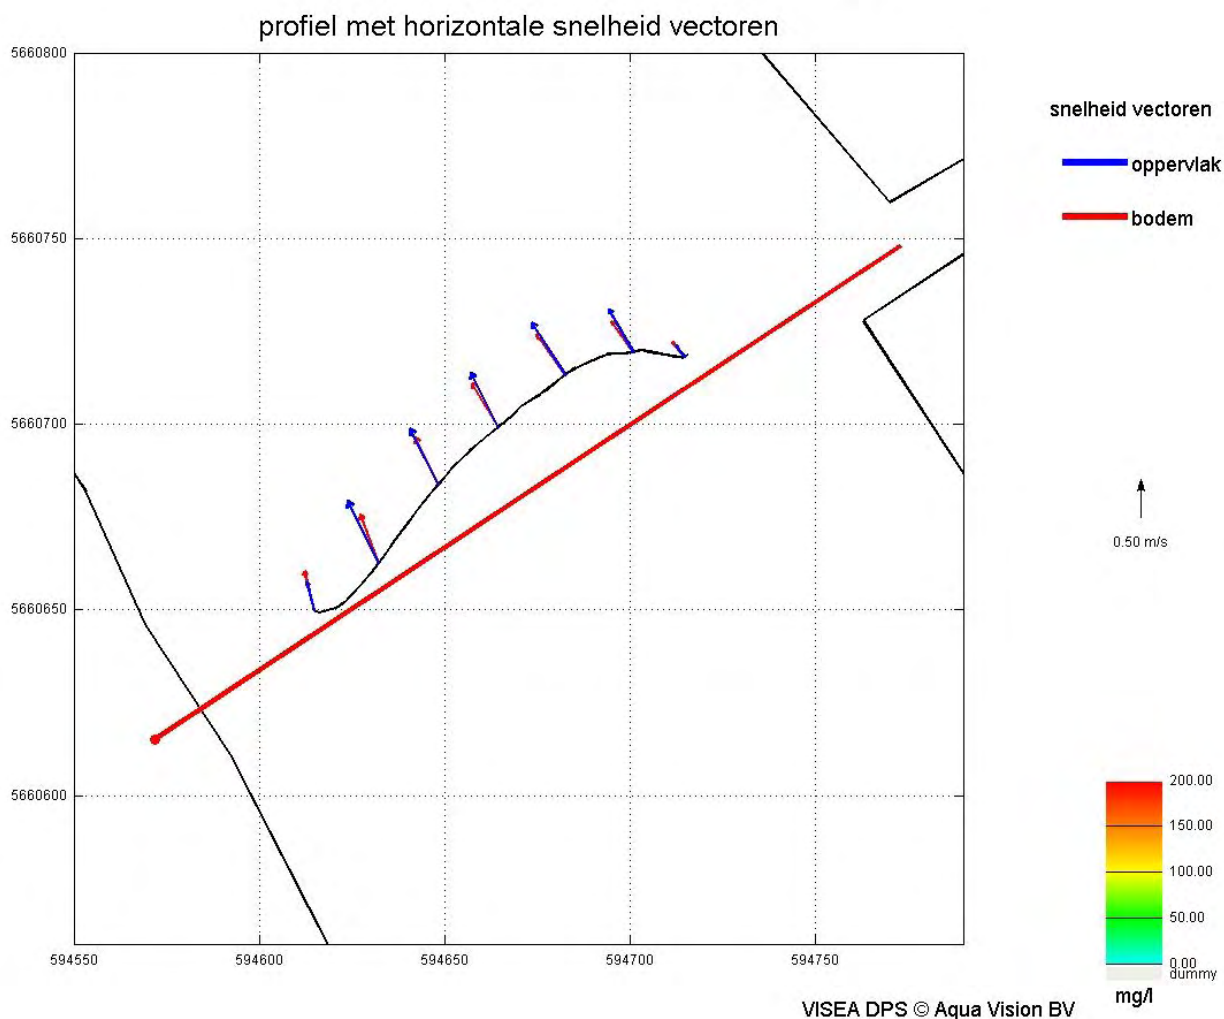 profiel met horizontale snelheid vectoren
5660800
5660750
5660700
5660650
5660600
594550
594600
594650
594700
594750
snelheid vectoren
oppervlak
bodem
0.50 m/s
200.00
150.00
100.00
50.00
0.00
dummy
mg/l
VISEA DPS © Aqua Vision BV